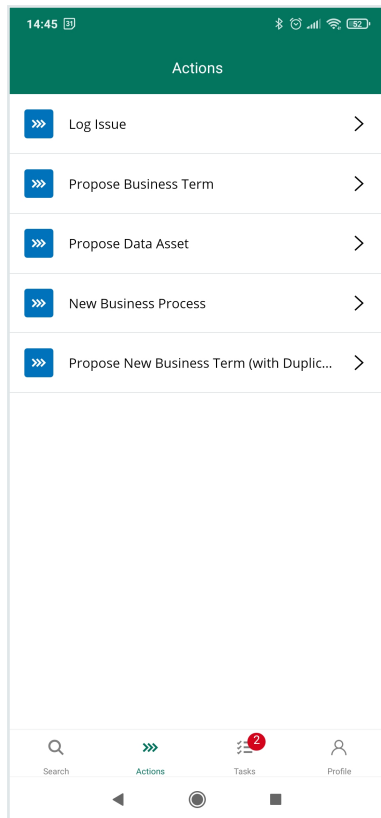 14:45 31 52
Actions
Log Issue
Propose Business Term
Propose Data Asset
New Business Process
Propose New Business Term (with Duplic...
2
Search Actions Tasks Profile